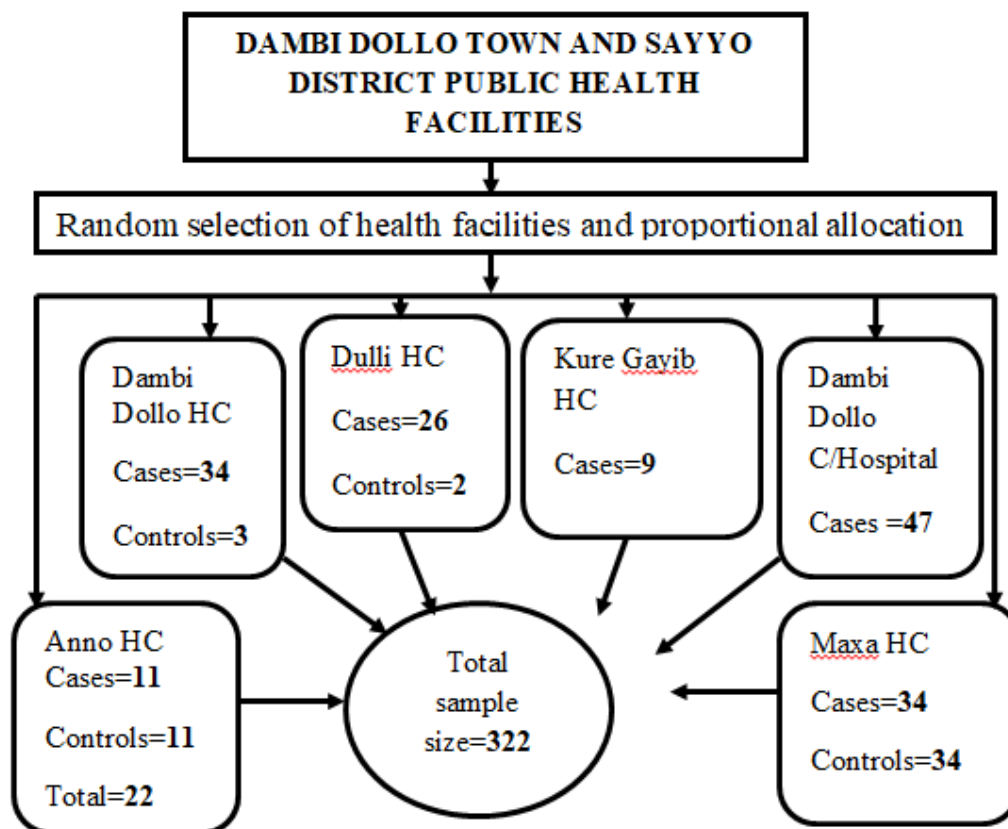 DAMBI DOLLO TOWN AND SAYYO
DISTRICT PUBLIC HEALTH
FACILITIES
Random selection of health facilities and proportional allocation
Dambi
Dollo HC
Cases=34
Controls=3
Dulli HC
Cases=26
Controls=2
Kure Gayib
HC
Cases=9
Dambi
Dollo
C/Hospital
Cases =47
Anno HC
Cases=11
Controls=11
Total=22
Total
sample
size=322
Maxa HC
Cases=34
Controls=34